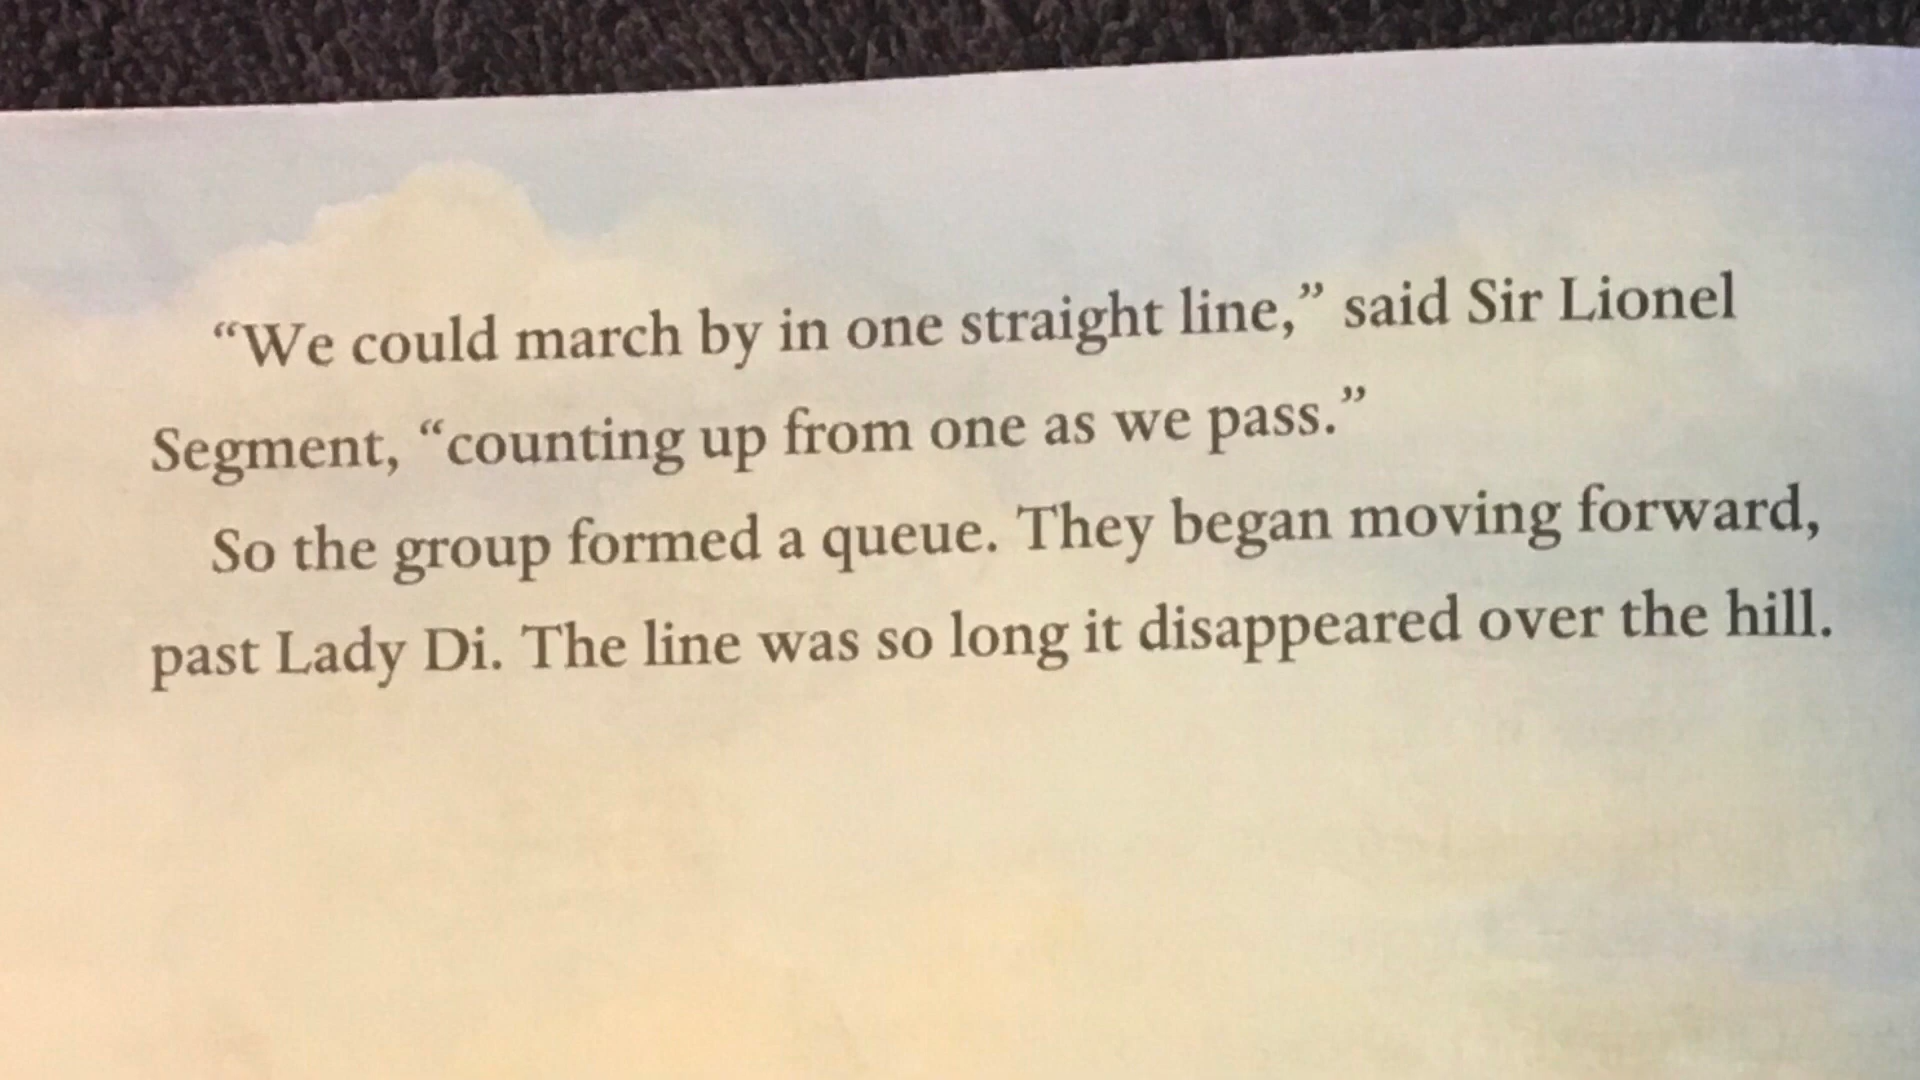 “We could march by in one straight line,” said Sir Lionel
Segment, “counting up from one as we pass.”
So the group formed a queue. They began moving forward,
past Lady Di. The line was so long it disappeared over the hill.